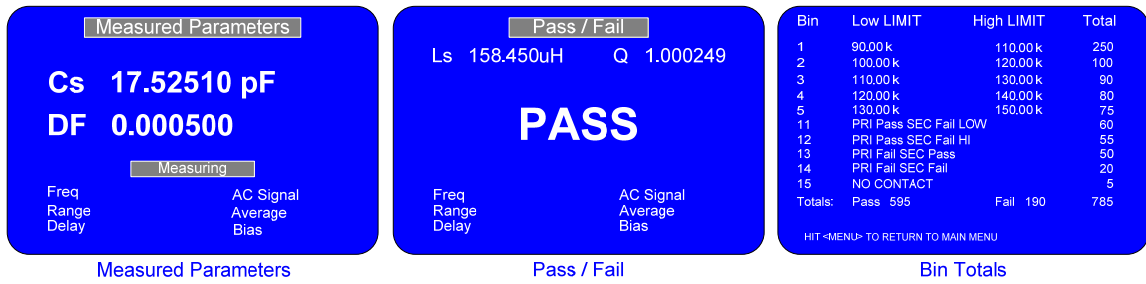 Measured Parameters
Cs 17.52510 pF
DF 0.000500
Measuring
Freq AC Signal
Range Average
Delay Bias
Measured Parameters
Pass / Fail
Ls 158.450uH Q 1.000249
PASS
Freq AC Signal
Range Average
Delay Bias
Pass / Fail
Bin Low LIMIT High LIMIT Total
1 90.00 k 110.00 k 250
2 100.00 k 120.00 k 100
3 110.00 k 130.00 k 90
4 120.00 k 140.00 k 80
5 130.00 k 150.00 k 75
11 PRI Pass SEC Fail LOW 60
12 PRI Pass SEC Fail HI 55
13 PRI Fail SEC Pass 50
14 PRI Fail SEC Fail 20
15 NO CONTACT 5
Totals: Pass 595 Fail 190 785
HIT <MENU> TO RETURN TO MAIN MENU
Bin Totals